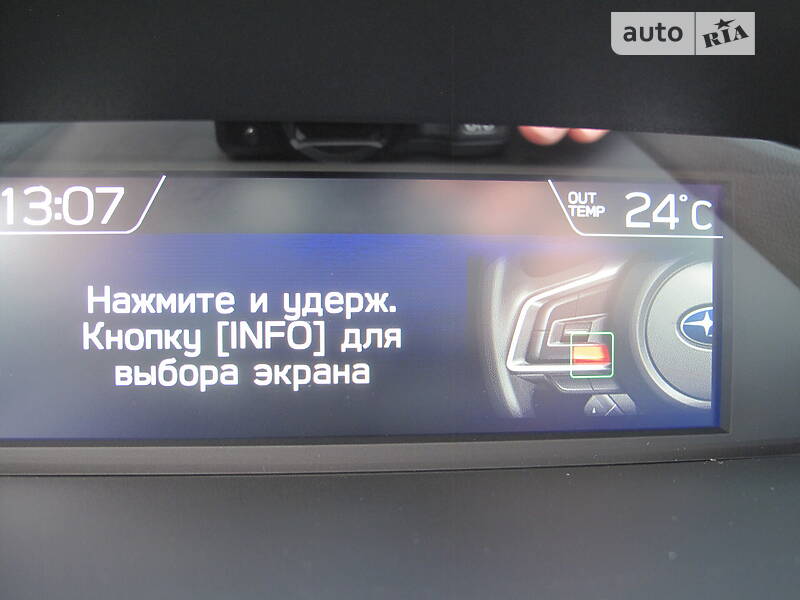 auto RIA
13:07
OUT TEMP 24°C
Нажмите и удерж.
Кнопку [INFO] для
выбора экрана